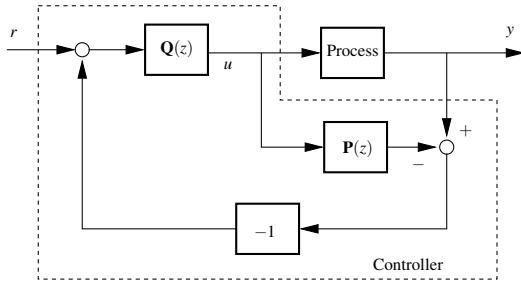 r
Q(z)
u
Process
y
P(z)
+
−
−1
Controller